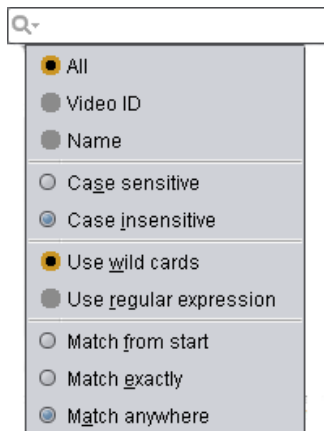 All
Video ID
Name
Case sensitive
Case insensitive
Use wild cards
Use regular expression
Match from start
Match exactly
Match anywhere